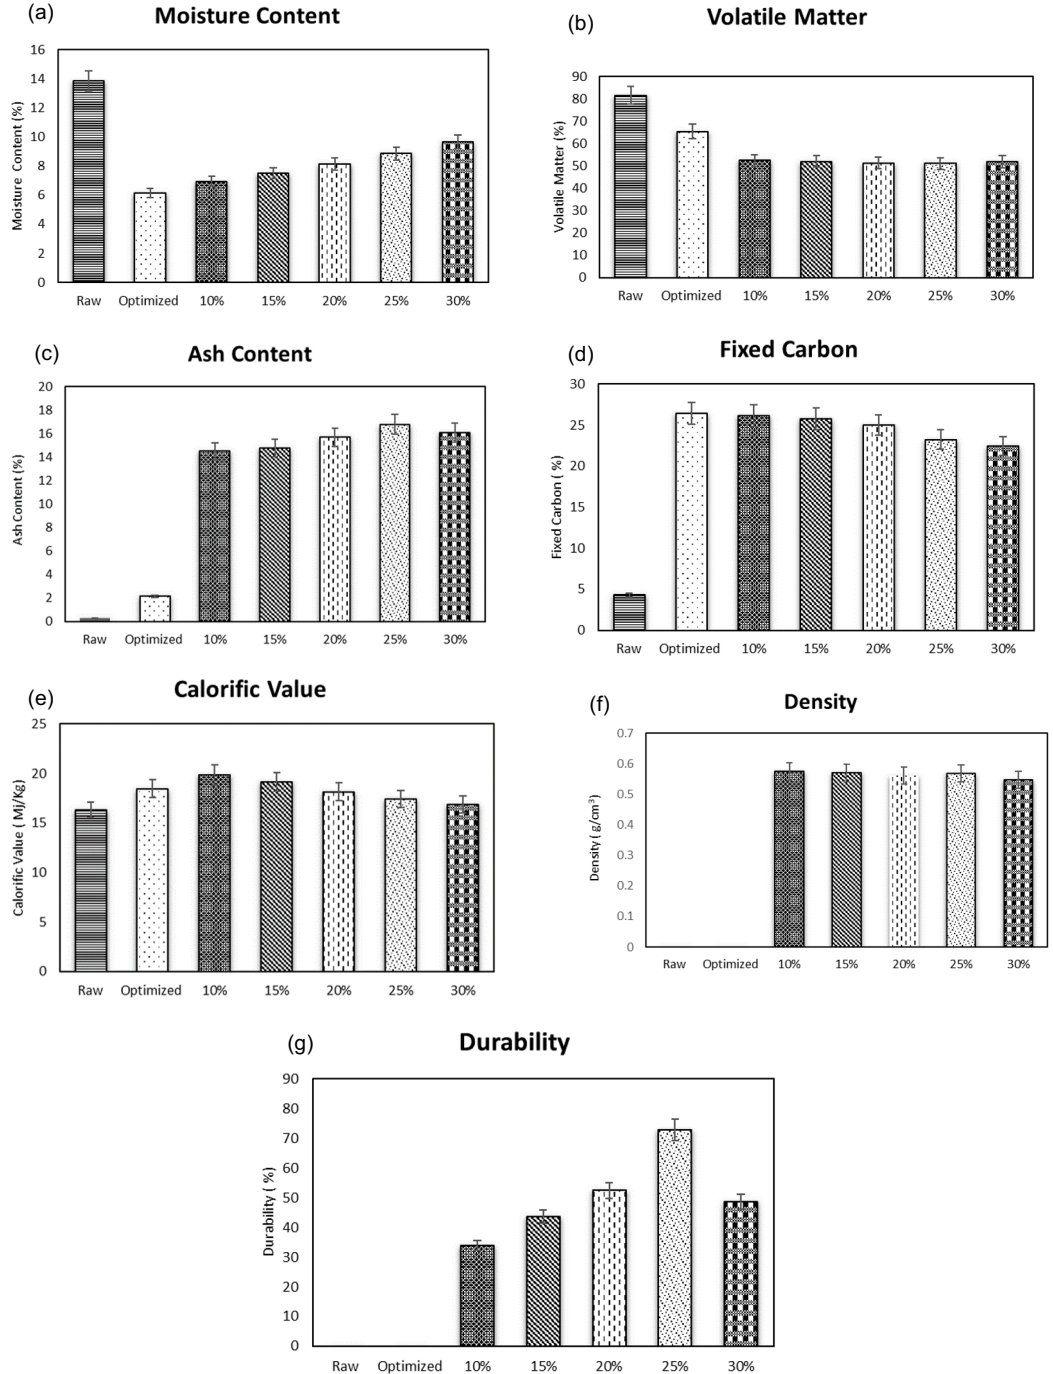 (a)
Moisture Content
Moisture Content (%)
16
14
12
10
8
6
4
2
0
Raw Optimized 10% 15% 20% 25% 30%
(b)
Volatile Matter
Volatile Matter (%)
90
80
70
60
50
40
30
20
10
0
Raw Optimized 10% 15% 20% 25% 30%
(c)
Ash Content
Ash Content (%)
20
18
16
14
12
10
8
6
4
2
0
Raw Optimized 10% 15% 20% 25% 30%
(d)
Fixed Carbon
Fixed Carbon ( %)
30
25
20
15
10
5
0
Raw Optimized 10% 15% 20% 25% 30%
(e)
Calorific Value
Calorific Value ( Mj/Kg)
25
20
15
10
5
0
Raw Optimized 10% 15% 20% 25% 30%
(f)
Density
Density ( g/cm³)
0.7
0.6
0.5
0.4
0.3
0.2
0.1
0
Raw Optimized 10% 15% 20% 25% 30%
(g)
Durability
Durability ( %)
90
80
70
60
50
40
30
20
10
0
Raw Optimized 10% 15% 20% 25% 30%